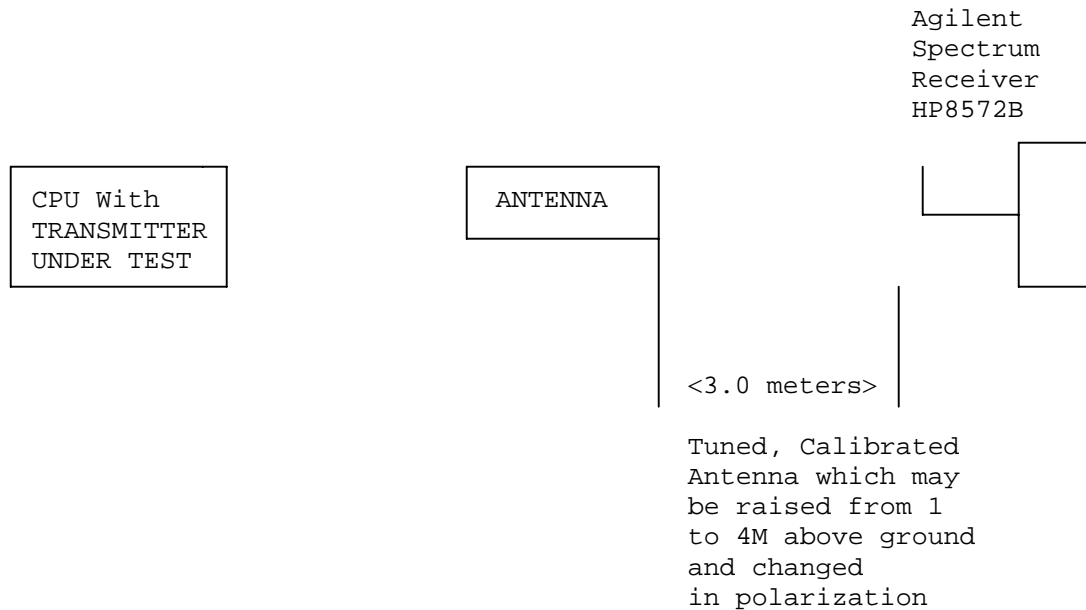 Agilent
Spectrum
Receiver
HP8572B
CPU With
TRANSMITTER
UNDER TEST
ANTENNA
<3.0 meters>
Tuned, Calibrated
Antenna which may
be raised from 1
to 4M above ground
and changed
in polarization